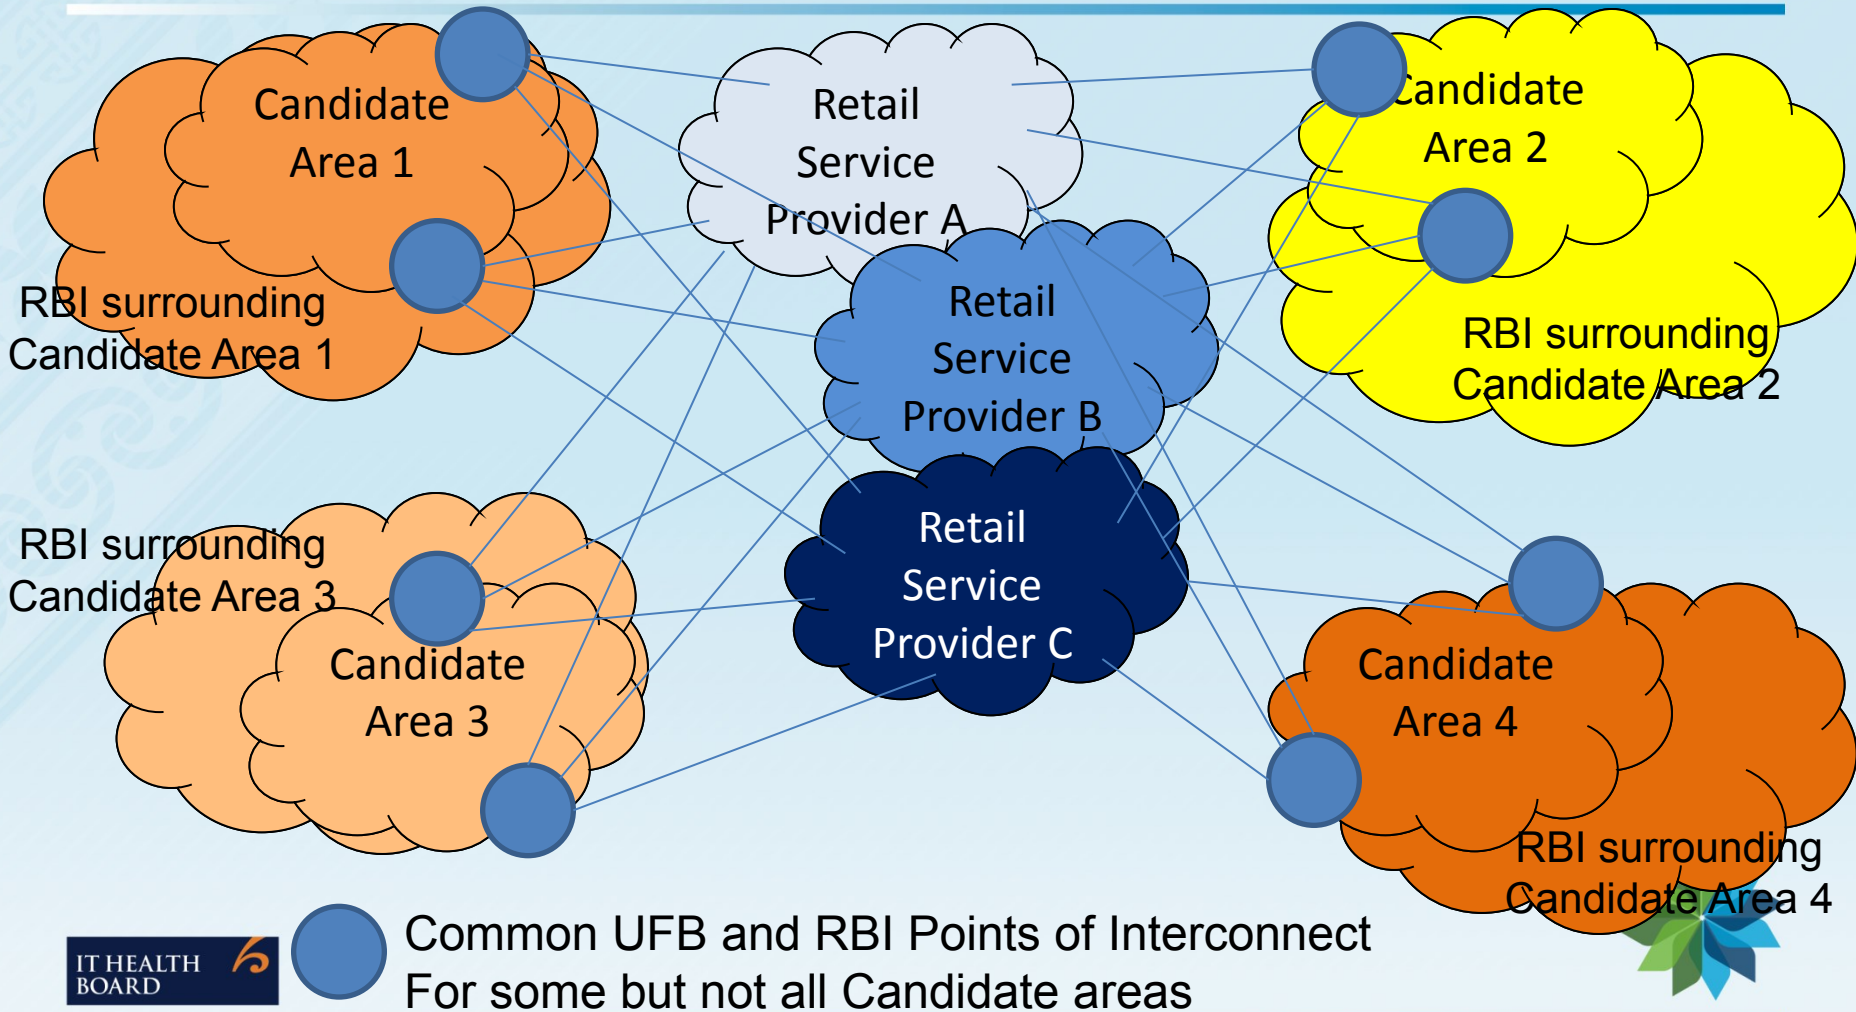 Candidate
Area 1
RBI surrounding
Candidate Area 1
Retail
Service
Provider A
Candidate
Area 2
RBI surrounding
Candidate Area 2
Retail
Service
Provider B
RBI surrounding
Candidate Area 3
Candidate
Area 3
Retail
Service
Provider C
Candidate
Area 4
RBI surrounding
Candidate Area 4
IT HEALTH
BOARD
Common UFB and RBI Points of Interconnect
For some but not all Candidate areas